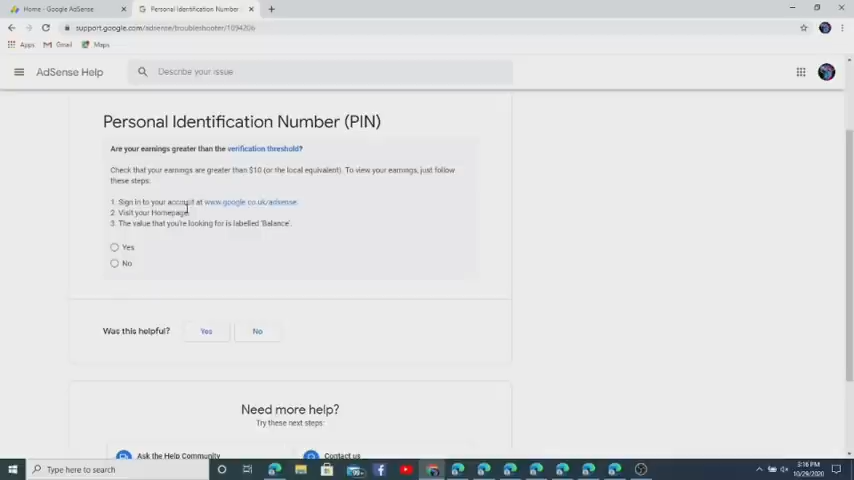 Home - Google AdSense
Personal Identification Number
support.google.com/adsense/troubleshooter/1094206
Apps
Gmail
Maps
AdSense Help
Describe your issue
Personal Identification Number (PIN)
Are your earnings greater than the verification threshold?
Check that your earnings are greater than $10 (or the local equivalent). To view your earnings, just follow
these steps:
1. Sign in to your account at www.google.co.uk/adsense.
2. Visit your Homepage.
3. The value that you're looking for is labelled 'Balance'.
Yes
No
Was this helpful?
Yes
No
Need more help?
Try these next steps:
Ask the Help Community
Contact us
Type here to search
99+
5:16 PM
10/29/2020